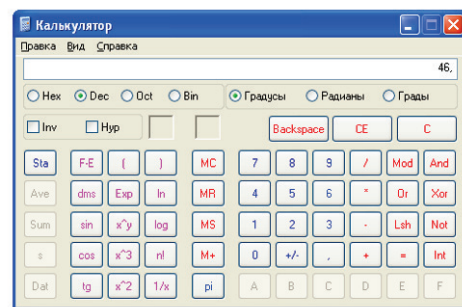 Калькулятор
Правка Вид Справка
46,
Hex Dec Oct Bin Градусы Радианы Грады
Inv Hyp Backspace CE C
Sta F-E ( ) MC 7 8 9 / Mod And
Ave dms Exp ln MR 4 5 6 * Or Xor
Sum sin x^y log MS 1 2 3 - Lsh Not
s cos x^3 n! M+ 0 +/- , + = Int
Dat tg x^2 1/x pi A B C D E F